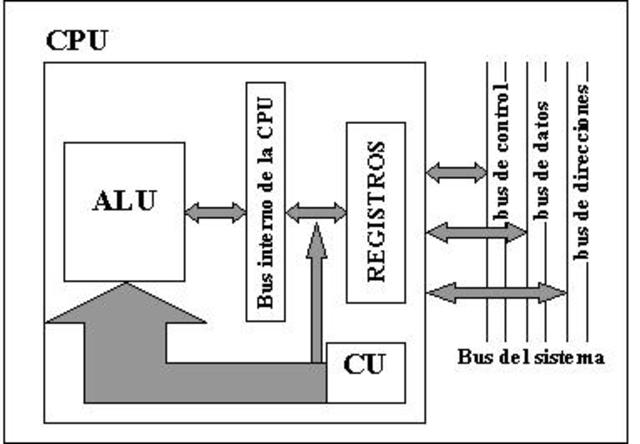 CPU
ALU
Bus interno de la CPU
REGISTROS
CU
bus de control
bus de datos
bus de direcciones
Bus del sistema